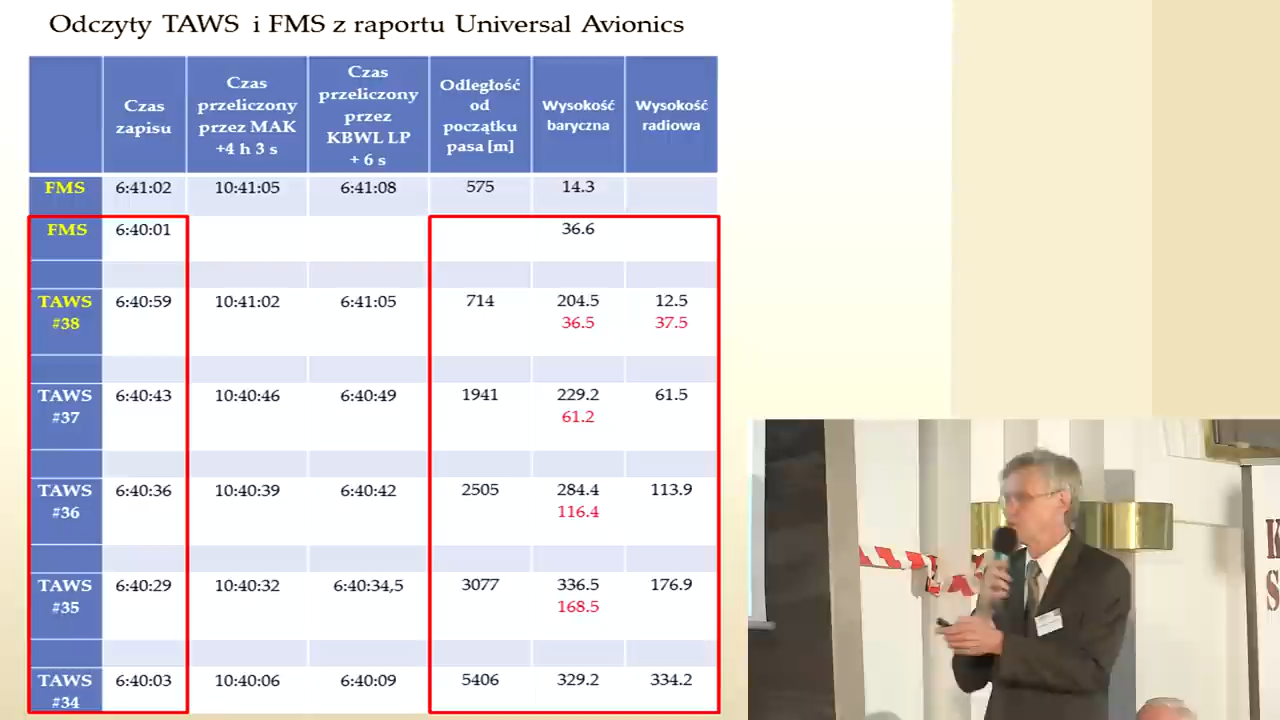 Odczyty TAWS i FMS z raportu Universal Avionics
Czas zapisu
Czas przeliczony przez MAK +4 h 3 s
Czas przeliczony przez KBWL LP + 6 s
Odległość od początku pasa [m]
Wysokość baryczna
Wysokość radiowa
FMS 6:41:02 10:41:05 6:41:08 575 14.3
FMS 6:40:01 36.6
TAWS 6:40:59 10:41:02 6:41:05 714 204.5 12.5
#38 36.5 37.5
TAWS 6:40:43 10:40:46 6:40:49 1941 229.2 61.5
#37 61.2
TAWS 6:40:36 10:40:39 6:40:42 2505 284.4 113.9
#36 116.4
TAWS 6:40:29 10:40:32 6:40:34,5 3077 336.5 176.9
#35 168.5
TAWS 6:40:03 10:40:06 6:40:09 5406 329.2 334.2
#34
K
S